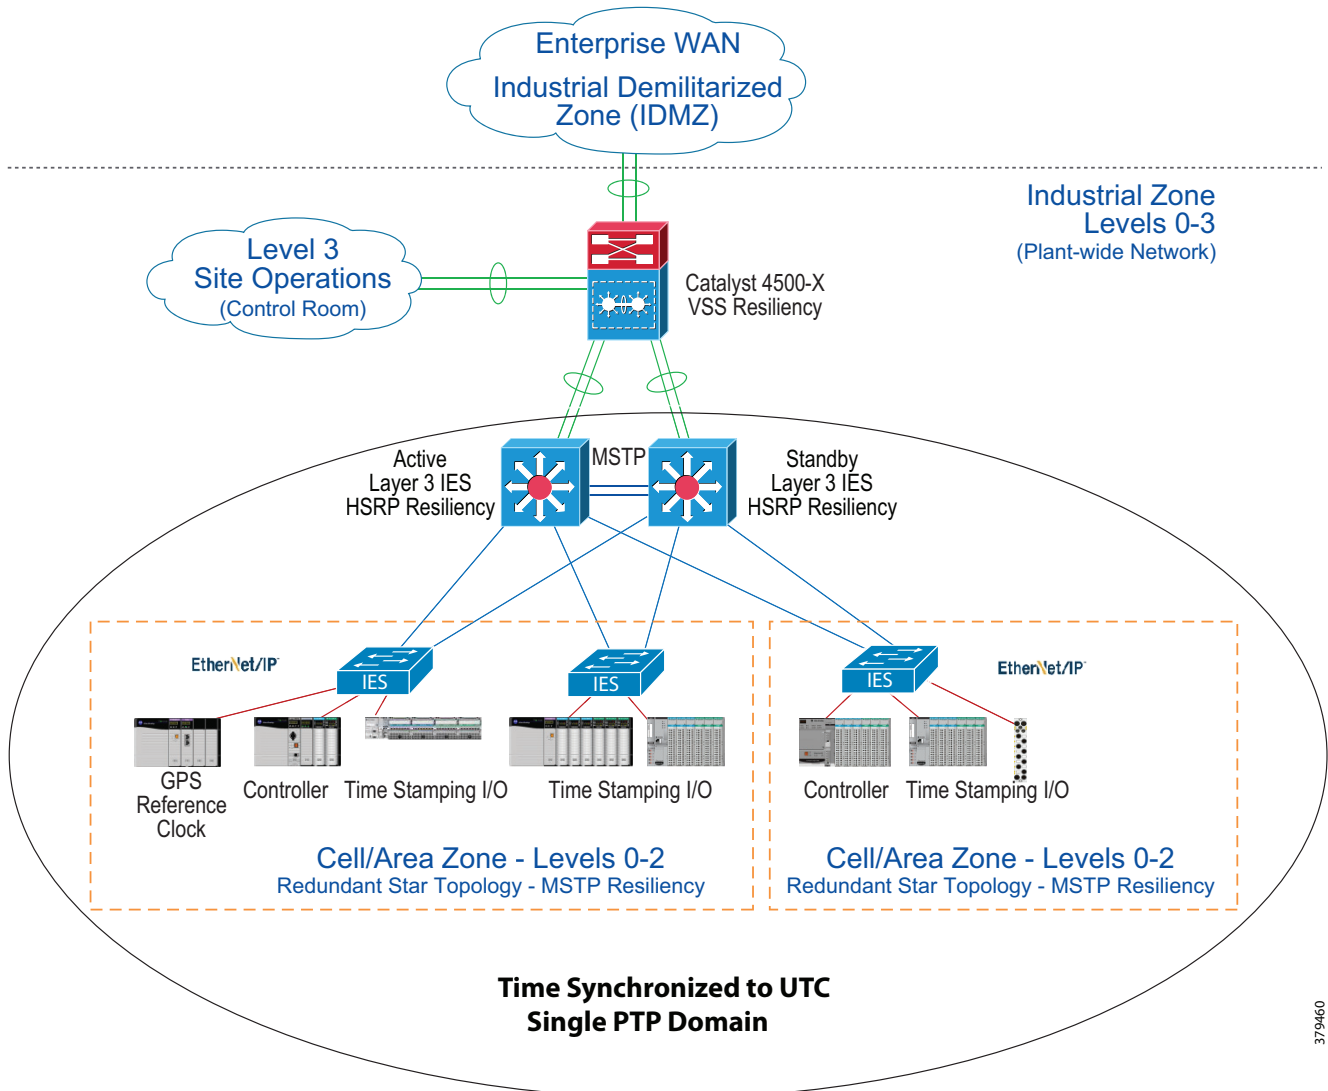 Enterprise WAN
Industrial Demilitarized
Zone (IDMZ)
Industrial Zone
Levels 0-3
(Plant-wide Network)
Level 3
Site Operations
(Control Room)
Catalyst 4500-X
VSS Resiliency
Active
Layer 3 IES
HSRP Resiliency
MSTP
Standby
Layer 3 IES
HSRP Resiliency
EtherNet/IP
IES
IES
IES
EtherNet/IP
GPS
Reference
Clock
Controller
Time Stamping I/O
Time Stamping I/O
Controller
Time Stamping I/O
Cell/Area Zone - Levels 0-2
Redundant Star Topology - MSTP Resiliency
Cell/Area Zone - Levels 0-2
Redundant Star Topology - MSTP Resiliency
Time Synchronized to UTC
Single PTP Domain
379460